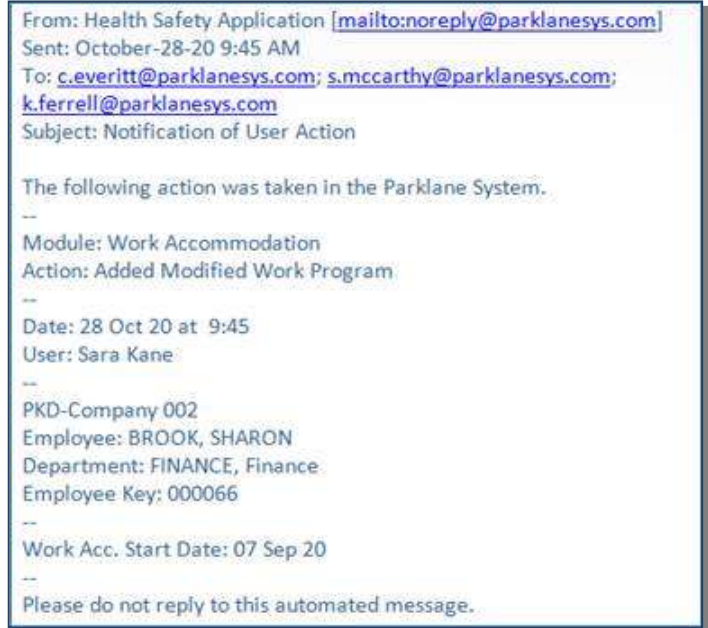 From: Health Safety Application [mailto:noreply@parklanesys.com]
Sent: October-28-20 9:45 AM
To: c.everitt@parklanesys.com; s.mccarthy@parklanesys.com;
k.ferrell@parklanesys.com
Subject: Notification of User Action
The following action was taken in the Parklane System.
--
Module: Work Accommodation
Action: Added Modified Work Program
--
Date: 28 Oct 20 at  9:45
User: Sara Kane
--
PKD-Company 002
Employee: BROOK, SHARON
Department: FINANCE, Finance
Employee Key: 000066
--
Work Acc. Start Date: 07 Sep 20
--
Please do not reply to this automated message.